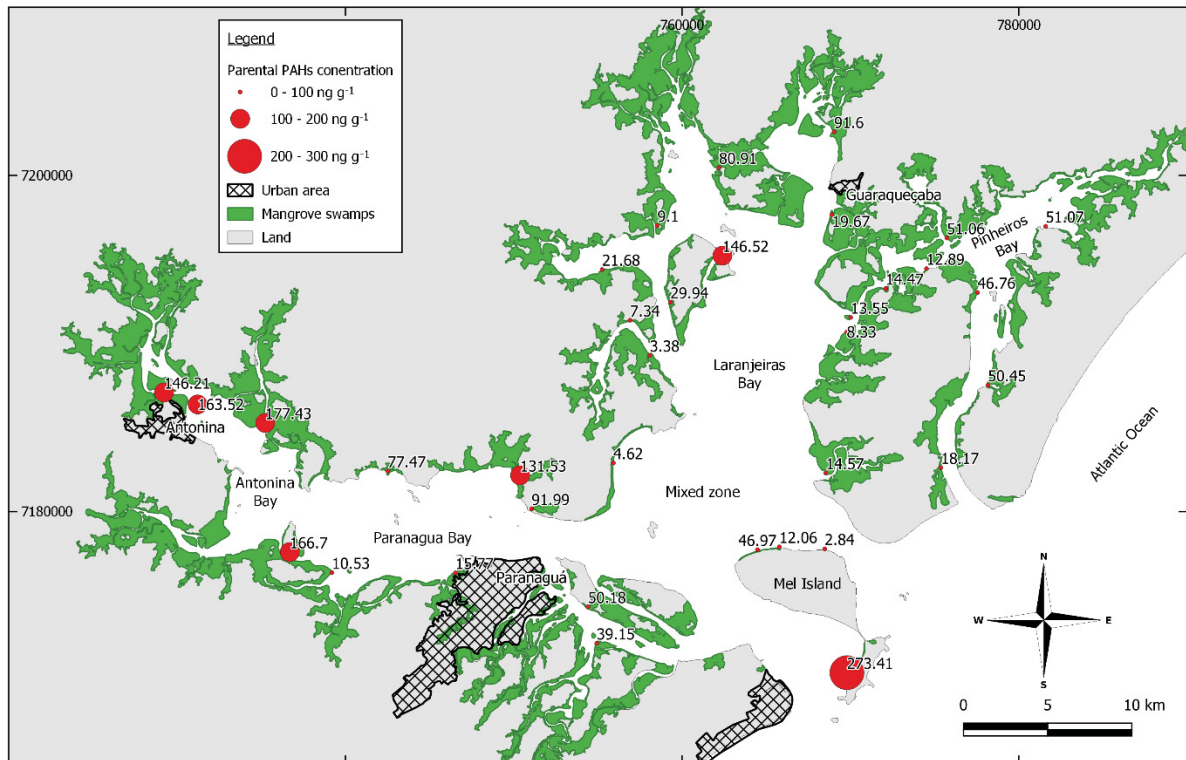 760000
780000
Legend
Parental PAHs conentration
0 - 100 ng g⁻¹
100 - 200 ng g⁻¹
200 - 300 ng g⁻¹
Urban area
Mangrove swamps
Land
91.6
80.91
7200000
Guaraqueçaba
9.1
19.67
51.06
51.07
Pinheiros
Bay
146.52
21.68
12.89
14.47
46.76
29.94
7.34
13.55
8.33
3.38
Laranjeiras
Bay
50.45
146.21
163.52
177.43
Antonina
Atlantic Ocean
77.47
131.53
4.62
14.57
18.17
Antonina
Bay
Mixed zone
91.99
7180000
Paranagua Bay
166.7
46.97
12.06
2.84
10.53
15.77
Paranaguá
Mel Island
50.18
39.15
273.41
N
W
E
S
0
5
10 km